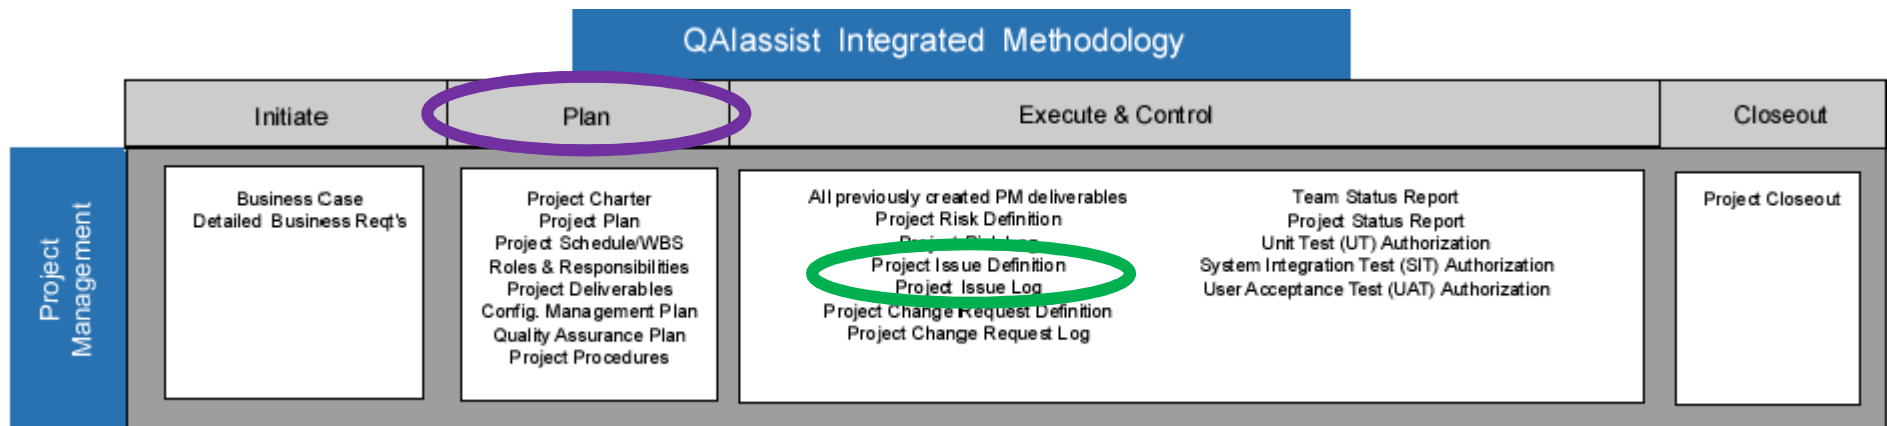 QAIassist Integrated Methodology
Initiate
Plan
Execute & Control
Closeout
Project
Management
Business Case
Detailed Business Reqt's
Project Charter
Project Plan
Project Schedule/WBS
Roles & Responsibilities
Project Deliverables
Config. Management Plan
Quality Assurance Plan
Project Procedures
All previously created PM deliverables
Project Risk Definition
Project Risk Log
Project Issue Definition
Project Issue Log
Project Change Request Definition
Project Change Request Log
Team Status Report
Project Status Report
Unit Test (UT) Authorization
System Integration Test (SIT) Authorization
User Acceptance Test (UAT) Authorization
Project Closeout